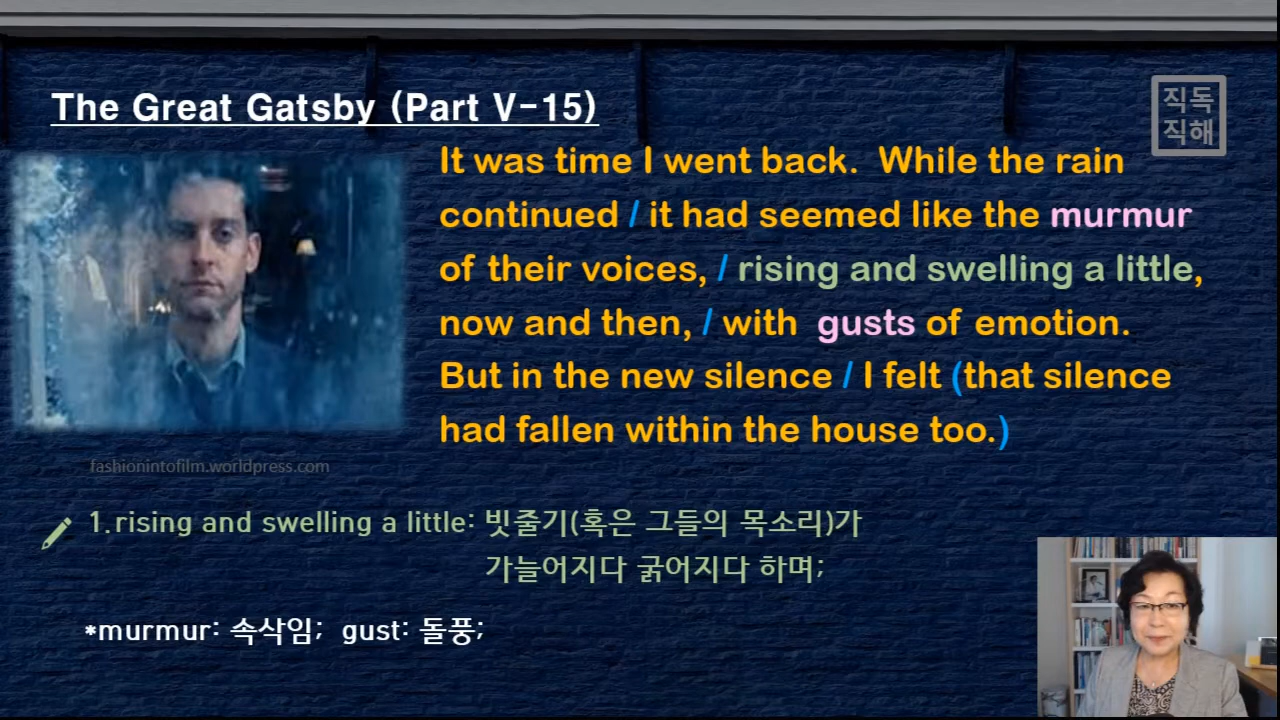 The Great Gatsby (Part V-15)
직독
직해
It was time I went back. While the rain
continued / it had seemed like the murmur
of their voices, / rising and swelling a little,
now and then, / with gusts of emotion.
But in the new silence / I felt (that silence
had fallen within the house too.)
fashionintofilm.worldpress.com
1.rising and swelling a little: 빗줄기(혹은 그들의 목소리)가
가늘어지다 굵어지다 하며;
*murmur: 속삭임; gust: 돌풍;